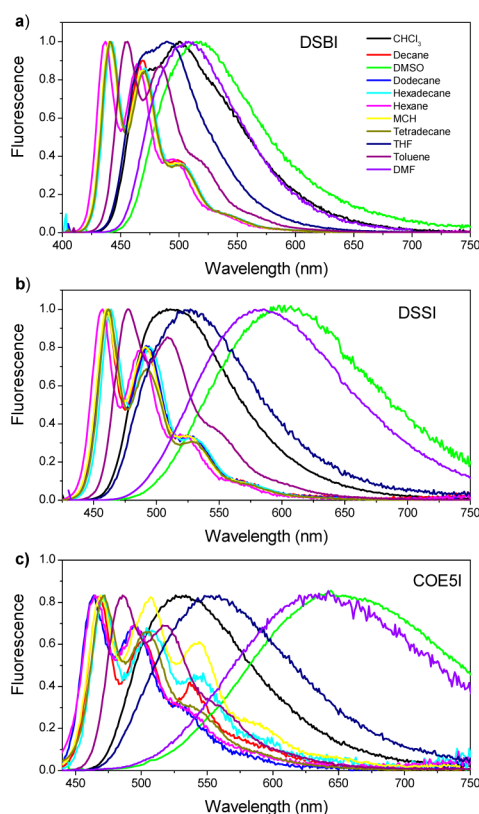 a)
DSBI
CHCl3
Decane
DMSO
Dodecane
Hexadecane
Hexane
MCH
Tetradecane
THF
Toluene
DMF
Fluorescence
1.0
0.8
0.6
0.4
0.2
0.0
400 450 500 550 600 650 700 750
Wavelength (nm)
b)
DSSI
Fluorescence
1.0
0.8
0.6
0.4
0.2
0.0
450 500 550 600 650 700 750
Wavelength (nm)
c)
COE5I
Fluorescence
1.0
0.8
0.6
0.4
0.2
0.0
450 500 550 600 650 700 750
Wavelength (nm)